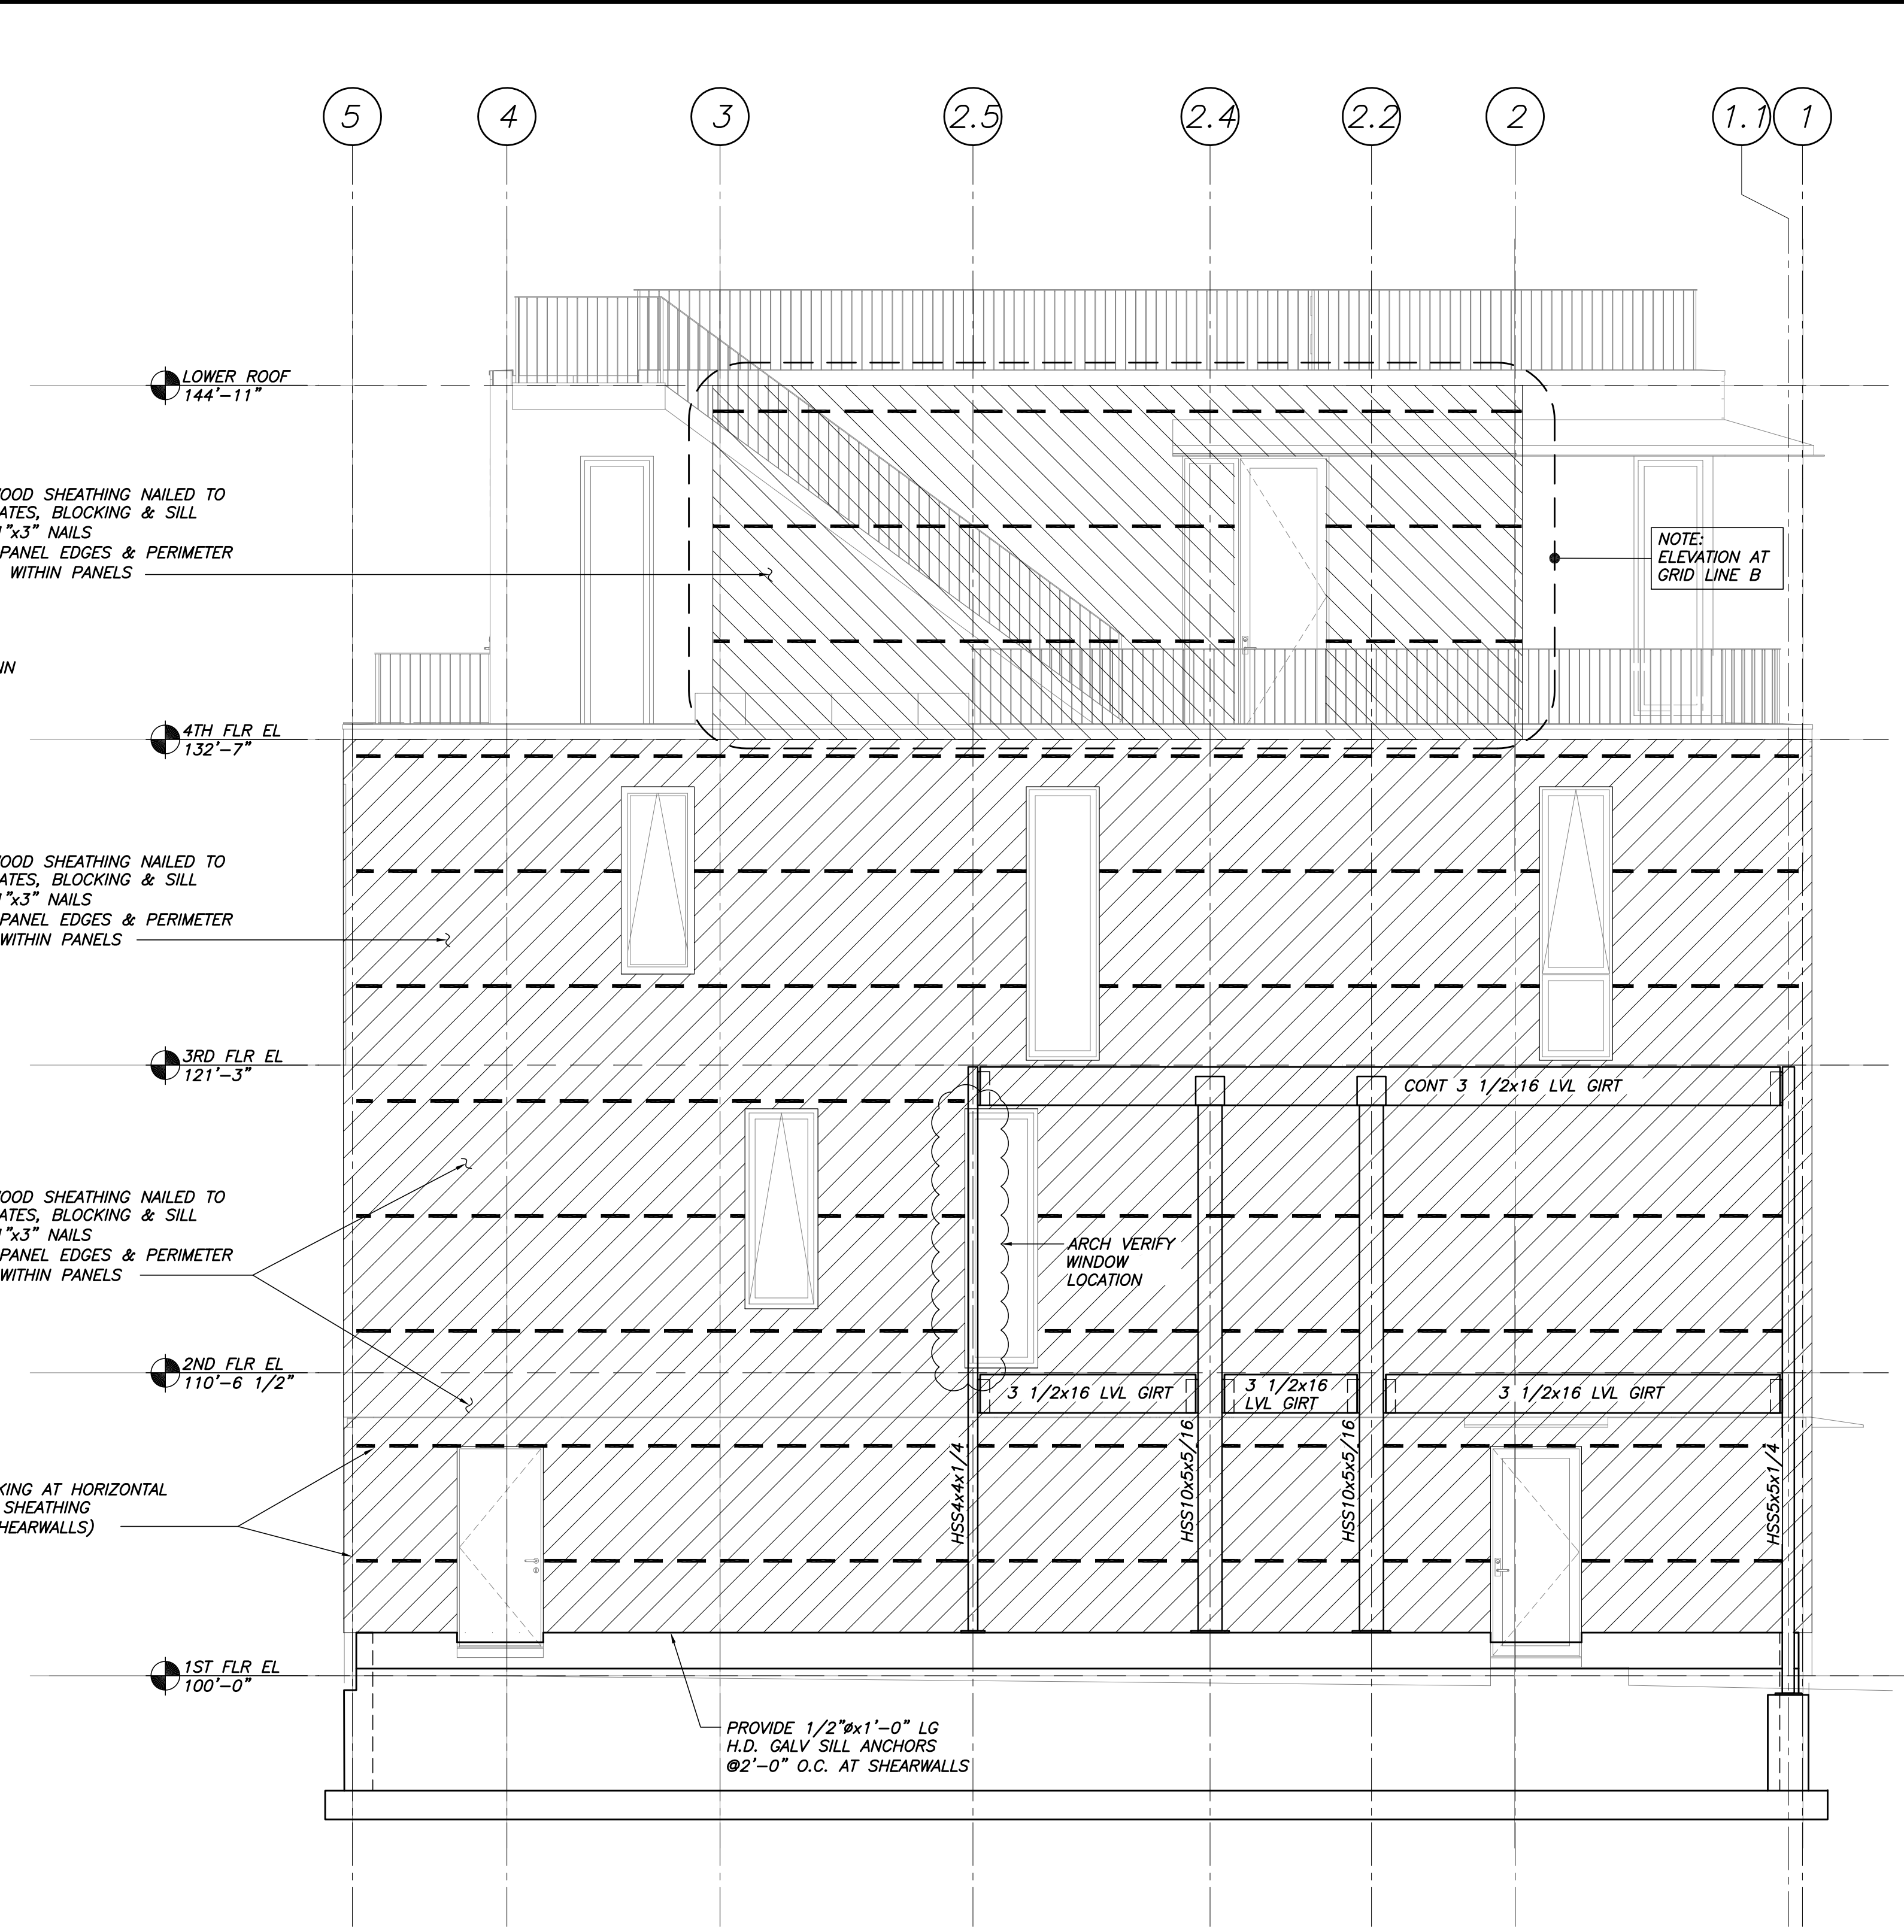 5
4
3
2.5
2.4
2.2
2
1.1
1
LOWER ROOF
144'-11"
OOD SHEATHING NAILED TO
ATES, BLOCKING & SILL
1"x3" NAILS
PANEL EDGES & PERIMETER
WITHIN PANELS
NOTE:
ELEVATION AT
GRID LINE B
NN
4TH FLR EL
132'-7"
OOD SHEATHING NAILED TO
ATES, BLOCKING & SILL
1"x3" NAILS
PANEL EDGES & PERIMETER
WITHIN PANELS
3RD FLR EL
121'-3"
CONT 3 1/2x16 LVL GIRT
OOD SHEATHING NAILED TO
ATES, BLOCKING & SILL
1"x3" NAILS
PANEL EDGES & PERIMETER
WITHIN PANELS
ARCH VERIFY
WINDOW
LOCATION
2ND FLR EL
110'-6 1/2"
3 1/2x16 LVL GIRT
3 1/2x16
LVL GIRT
3 1/2x16 LVL GIRT
HSS4x4x1/4
HSS10x5x5/16
HSS10x5x5/16
HSS5x5x1/4
KING AT HORIZONTAL
SHEATHING
HEARWALLS)
1ST FLR EL
100'-0"
PROVIDE 1/2"øx1'-0" LG
H.D. GALV SILL ANCHORS
@2'-0" O.C. AT SHEARWALLS